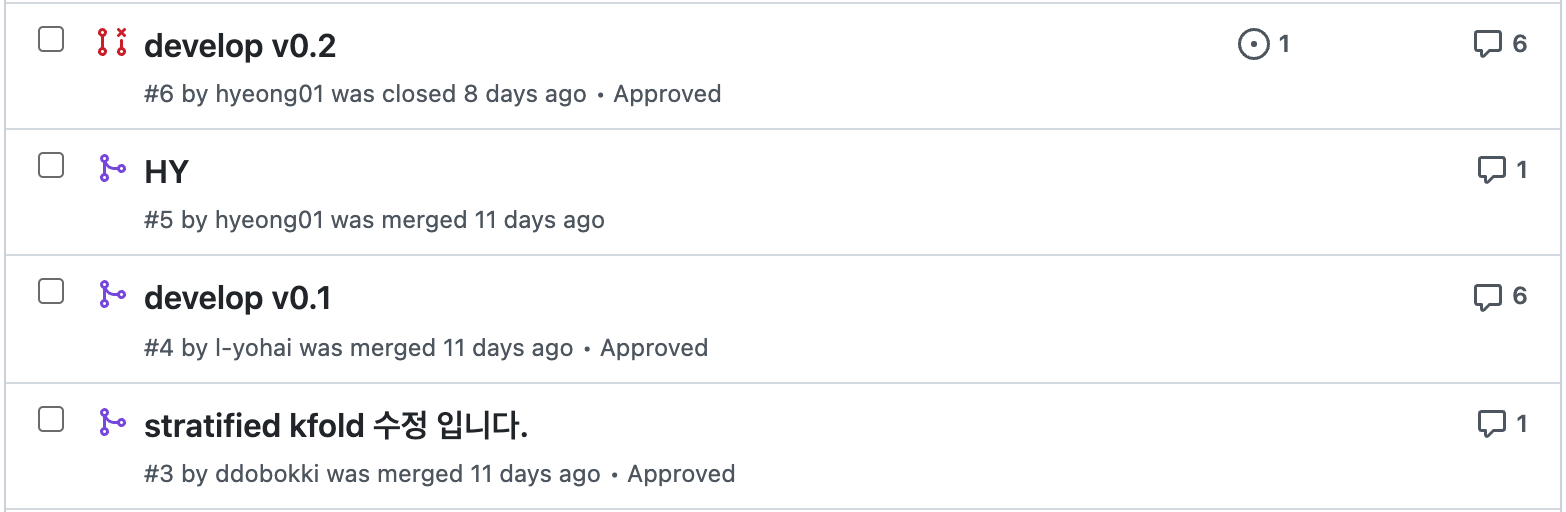 develop v0.2
1
6
#6 by hyeong01 was closed 8 days ago • Approved
HY
1
#5 by hyeong01 was merged 11 days ago
develop v0.1
6
#4 by l-yohai was merged 11 days ago • Approved
stratified kfold 수정 입니다.
1
#3 by ddobokki was merged 11 days ago • Approved